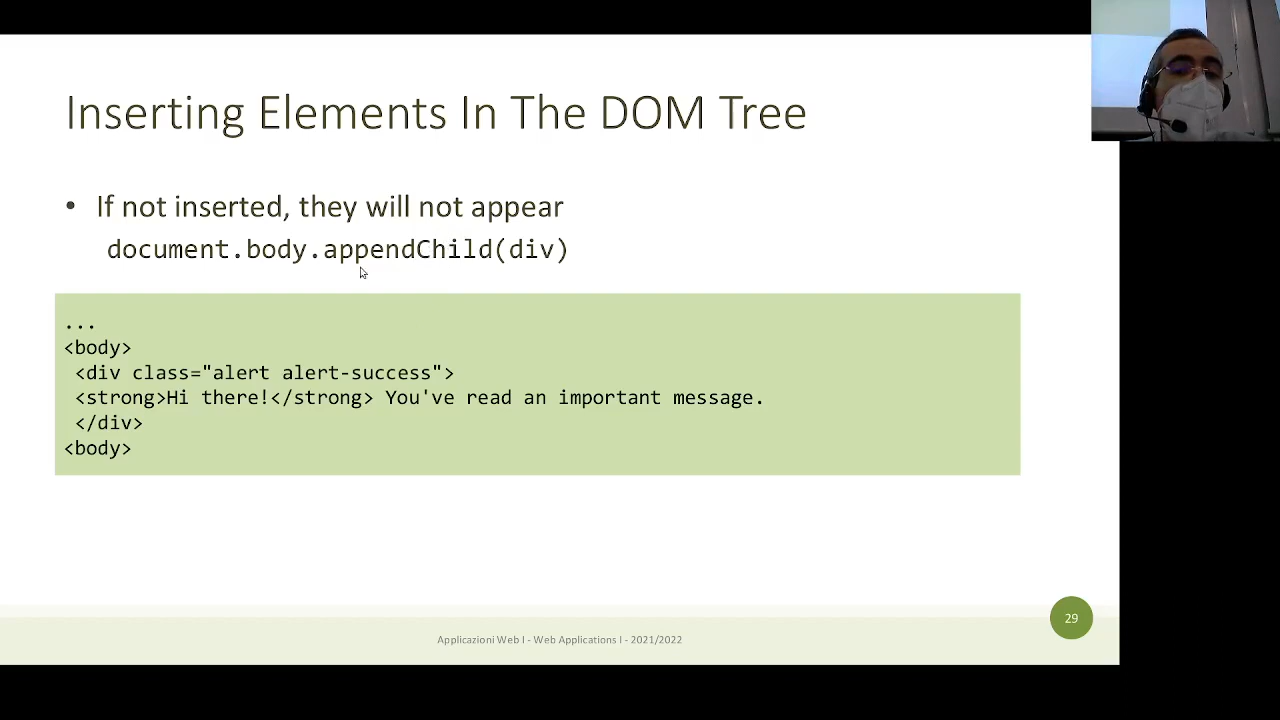 Inserting Elements In The DOM Tree
• If not inserted, they will not appear
document.body.appendChild(div)
...
<body>
<div class="alert alert-success">
<strong>Hi there!</strong> You've read an important message.
</div>
<body>
29
Applicazioni Web I - Web Applications I - 2021/2022